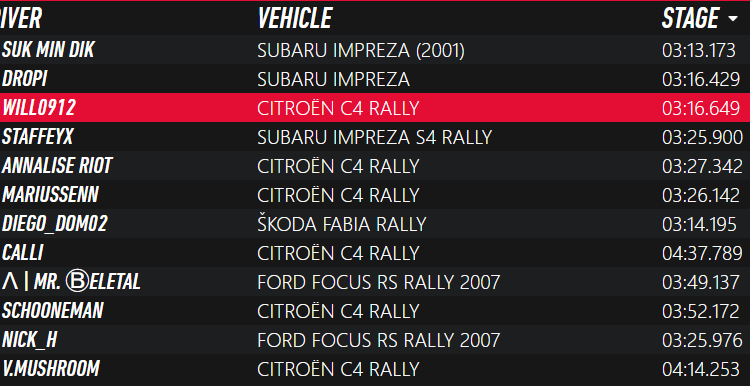 IVER VEHICLE STAGE
SUK MIN DIK SUBARU IMPREZA (2001) 03:13.173
DROPI SUBARU IMPREZA 03:16.429
WILL0912 CITROËN C4 RALLY 03:16.649
STAFFEYX SUBARU IMPREZA S4 RALLY 03:25.900
ANNALISE RIOT CITROËN C4 RALLY 03:27.342
MARIUSSENN CITROËN C4 RALLY 03:26.142
DIEGO_DOM02 ŠKODA FABIA RALLY 03:14.195
CALLI CITROËN C4 RALLY 04:37.789
Λ | MR. ⒷELETAL FORD FOCUS RS RALLY 2007 03:49.137
SCHOONEMAN CITROËN C4 RALLY 03:52.172
NICK_H FORD FOCUS RS RALLY 2007 03:25.976
V.MUSHROOM CITROËN C4 RALLY 04:14.253